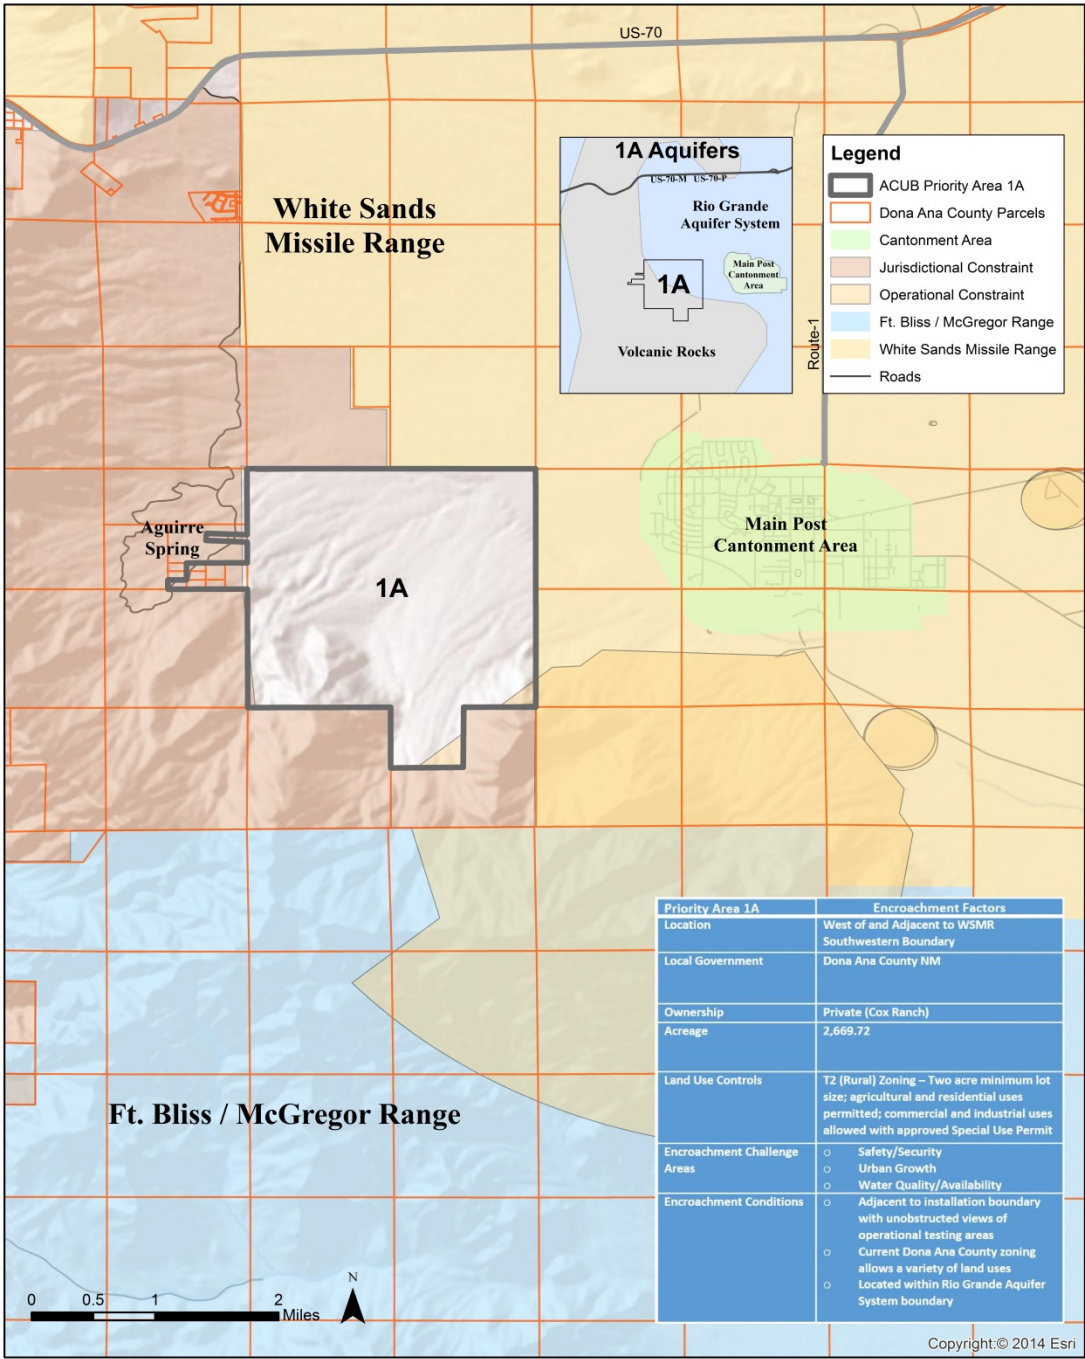 US-70
1A Aquifers
US-70-M US-70-P
Rio Grande
Aquifer System
Main Post
Cantonment
Area
1A
Volcanic Rocks
Legend
ACUB Priority Area 1A
Dona Ana County Parcels
Cantonment Area
Jurisdictional Constraint
Operational Constraint
Ft. Bliss / McGregor Range
White Sands Missile Range
Roads
White Sands
Missile Range
Route-1
Aguirre
Spring
1A
Main Post
Cantonment Area
Ft. Bliss / McGregor Range
Priority Area 1A Encroachment Factors
Location West of and Adjacent to WSMR
Southwestern Boundary
Local Government Dona Ana County NM
Ownership Private (Cox Ranch)
Acreage 2,669.72
Land Use Controls T2 (Rural) Zoning – Two acre minimum lot
size; agricultural and residential uses
permitted; commercial and industrial uses
allowed with approved Special Use Permit
Encroachment Challenge
Areas
○ Safety/Security
○ Urban Growth
○ Water Quality/Availability
Encroachment Conditions ○ Adjacent to installation boundary
with unobstructed views of
operational testing areas
○ Current Dona Ana County zoning
allows a variety of land uses
○ Located within Rio Grande Aquifer
System boundary
0 0.5 1 2
Miles
N
Copyright:© 2014 Esri